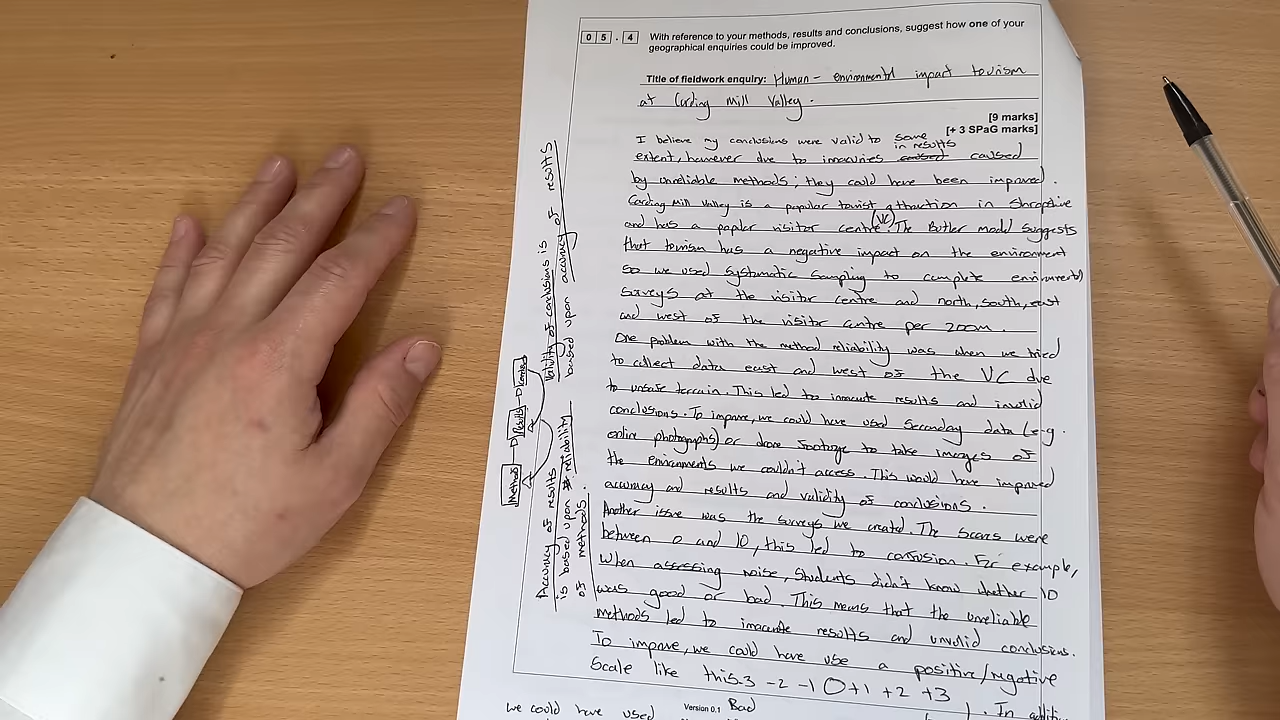 0 5 . 4 With reference to your methods, results and conclusions, suggest how one of your
geographical enquiries could be improved.
Title of fieldwork enquiry: Human - environmental impact tourism
at Carding Mill Valley.
[9 marks]
[+ 3 SPaG marks]
I believe my conclusions were valid to some
in results
extent, however due to inaccuries caused caused
by unreliable methods; they could have been improved.
Carding Mill Valley is a popular tourist attraction in Shropshire
and has a poplar visitor centre (VC). The Butler model suggests
that tourism has a negative impact on the environment
so we used systematic sampling to complete environmental
surveys at the visitor centre and north, south, east
and west of the visitor centre per 200m.
One problem with the method reliability was when we tried
to collect data east and west of the VC due
to unsafe terrain. This led to inaccurate results and invalid
conclusions. To improve, we could have used secondary data (e.g.
online photographs) or drone footage to take images of
the environments we couldn't access. This would have improved
accuracy and results and validity of conclusions.
Another issue was the surveys we created. The scores were
between 0 and 10, this led to confusion. For example,
when assessing noise, students didn't know whether 10
was good or bad. This means that the unreliable
methods led to inaccurate results and unvalid conclusions.
To improve, we could have use a positive/negative
scale like this -3 -2 -1 0 +1 +2 +3 ). In
we could have used
Version 0.1
Bad
Validity of conclusions is
based upon accuracy of results
Methods → Results →
Accuracy of results
is based upon reliability
of methods.